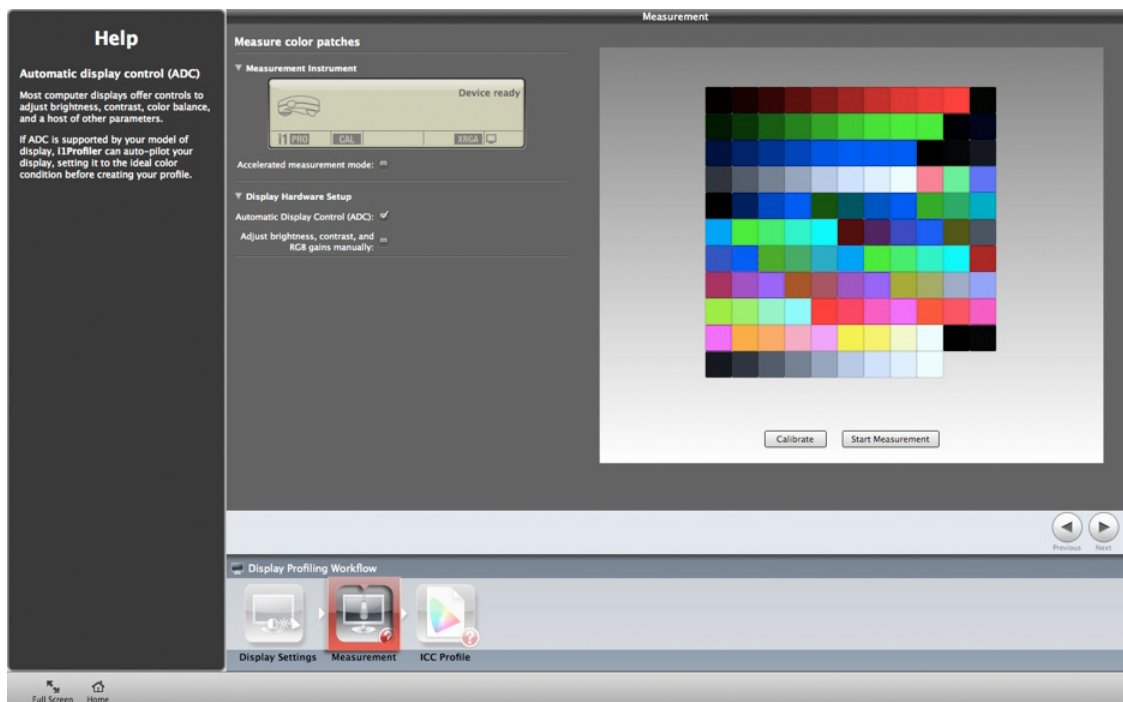 Measurement
Help
Automatic display control (ADC)
Most computer displays offer controls to
adjust brightness, contrast, color balance,
and a host of other parameters.
If ADC is supported by your model of
display, i1Profiler can auto-pilot your
display, setting it to the ideal color
condition before creating your profile.
Measure color patches
Measurement Instrument
Device ready
i1 PRO CAL XRGA
Accelerated measurement mode:
Display Hardware Setup
Automatic Display Control (ADC):
Adjust brightness, contrast, and
RGB gains manually:
Calibrate Start Measurement
Previous Next
Display Profiling Workflow
? ?
Display Settings Measurement ICC Profile
Full Screen Home